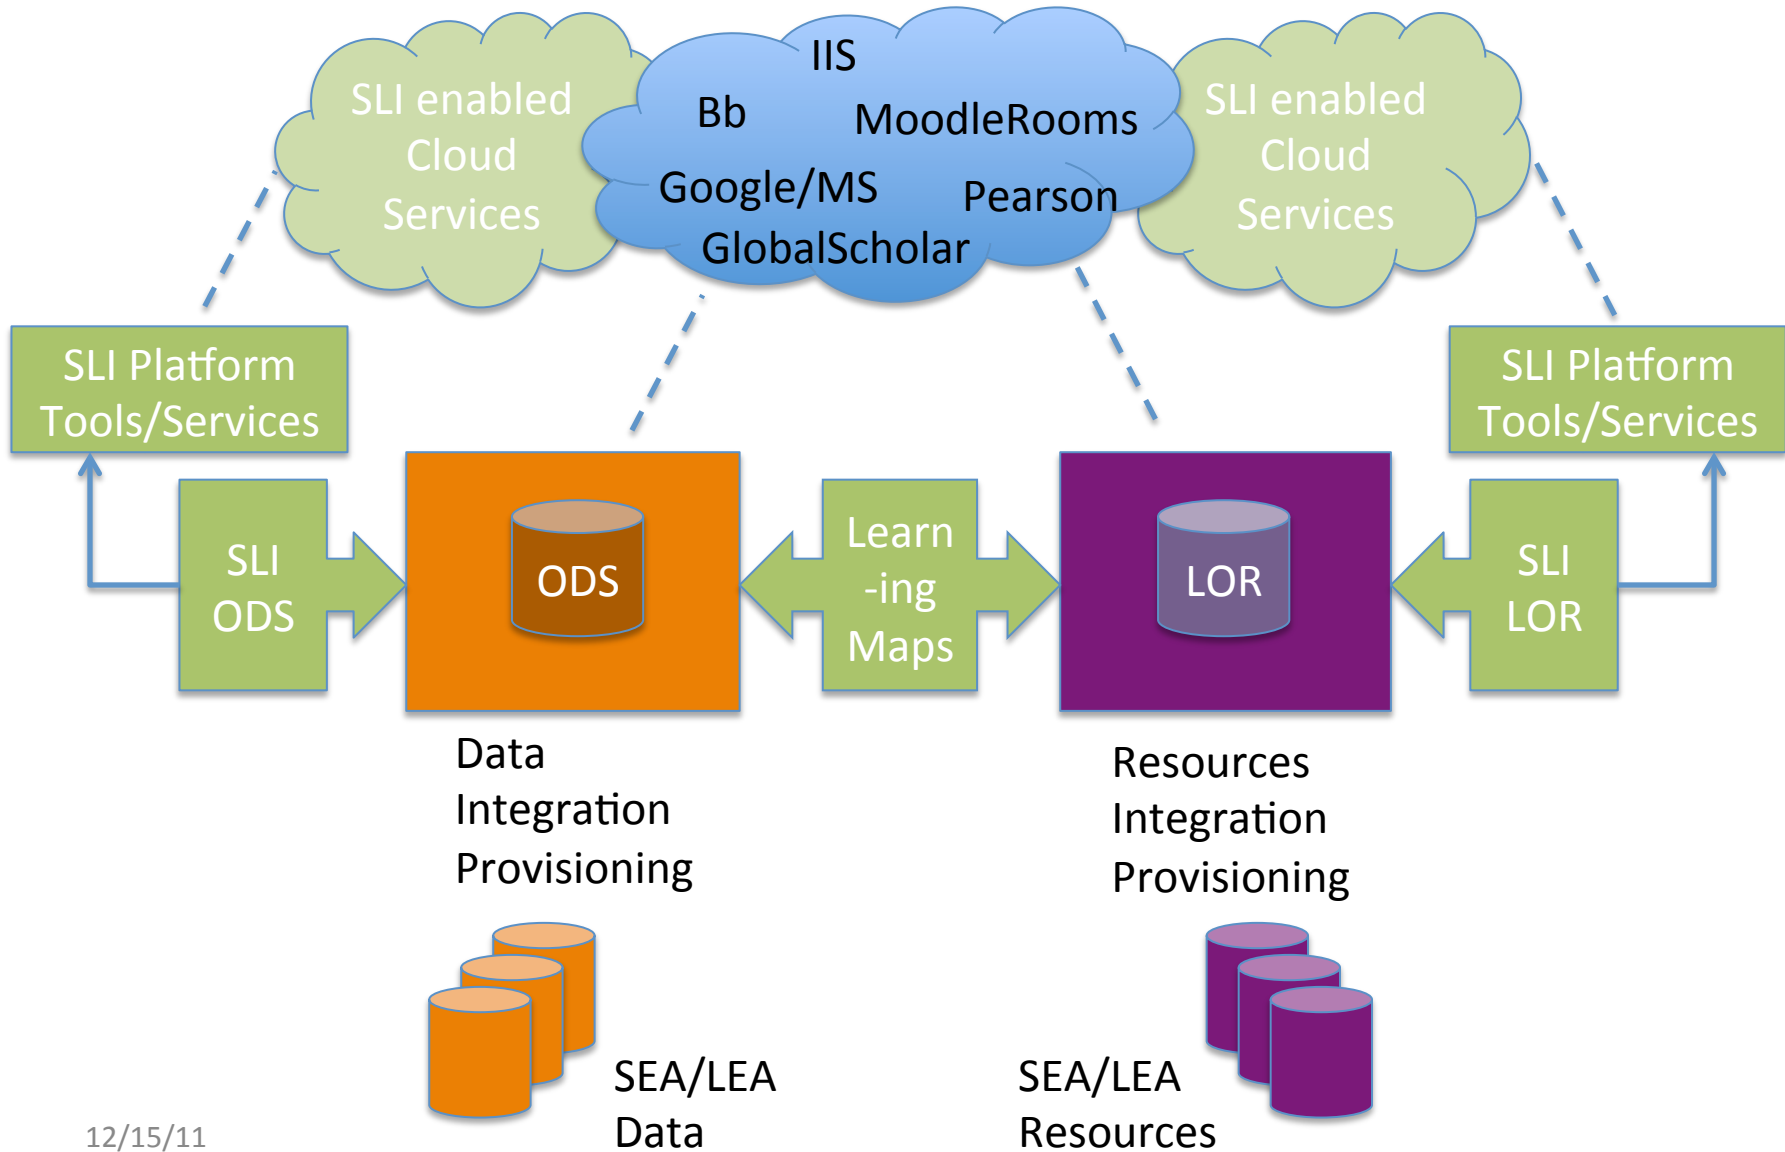 SLI enabled
Cloud
Services
IIS
Bb
MoodleRooms
Google/MS
Pearson
GlobalScholar
SLI enabled
Cloud
Services
SLI Platform
Tools/Services
SLI Platform
Tools/Services
SLI
ODS
ODS
Learn
-ing
Maps
LOR
SLI
LOR
Data
Integration
Provisioning
Resources
Integration
Provisioning
SEA/LEA
Data
SEA/LEA
Resources
12/15/11